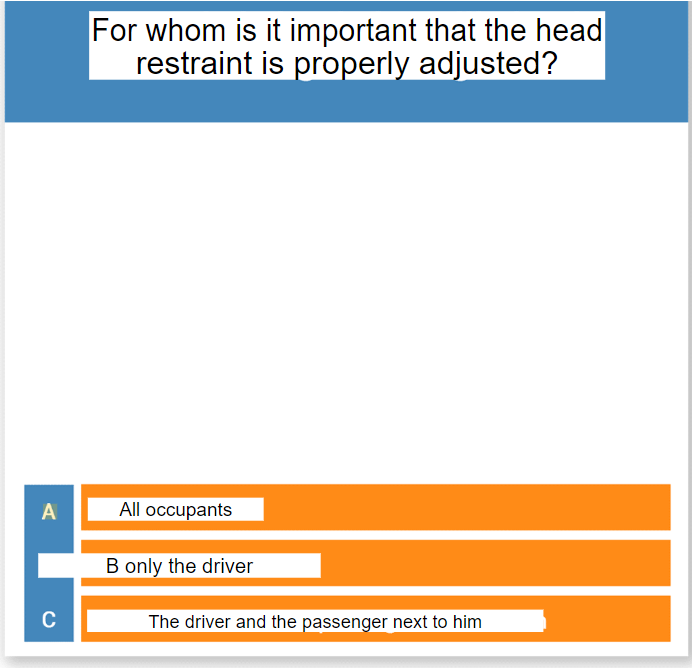 For whom is it important that the head
restraint is properly adjusted?
A All occupants
B only the driver
C The driver and the passenger next to him